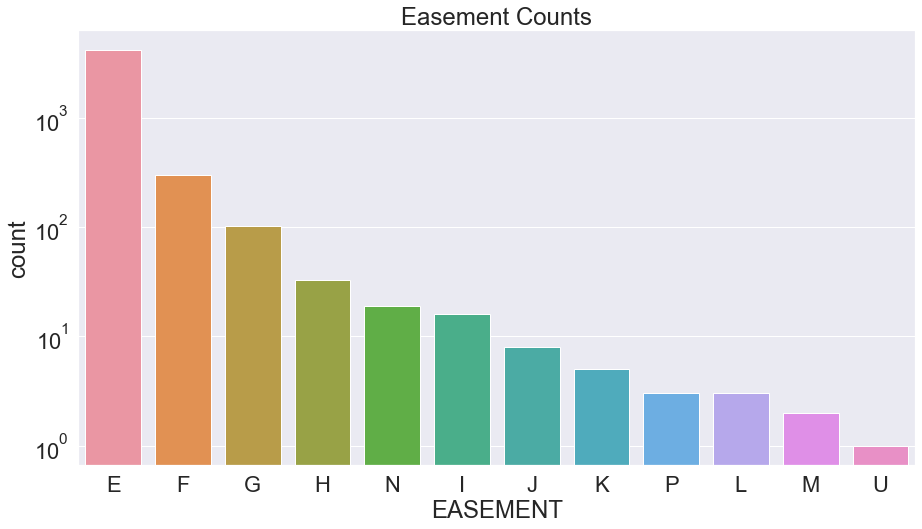 Easement Counts
count
10^3
10^2
10^1
10^0
E F G H N I J K P L M U
EASEMENT